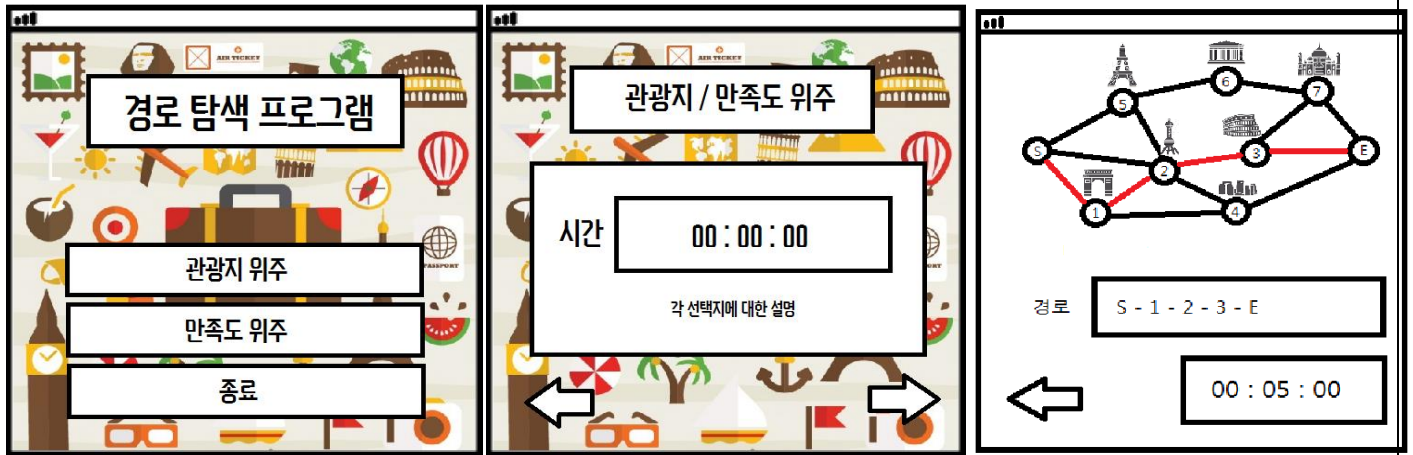 AIR TICKET
경로 탐색 프로그램
PASSPORT
관광지 위주
만족도 위주
종료
AIR TICKET
관광지 / 만족도 위주
시간
00 : 00 : 00
각 선택지에 대한 설명
6
7
5
S
3
E
2
1
4
경로
S - 1 - 2 - 3 - E
00 : 05 : 00